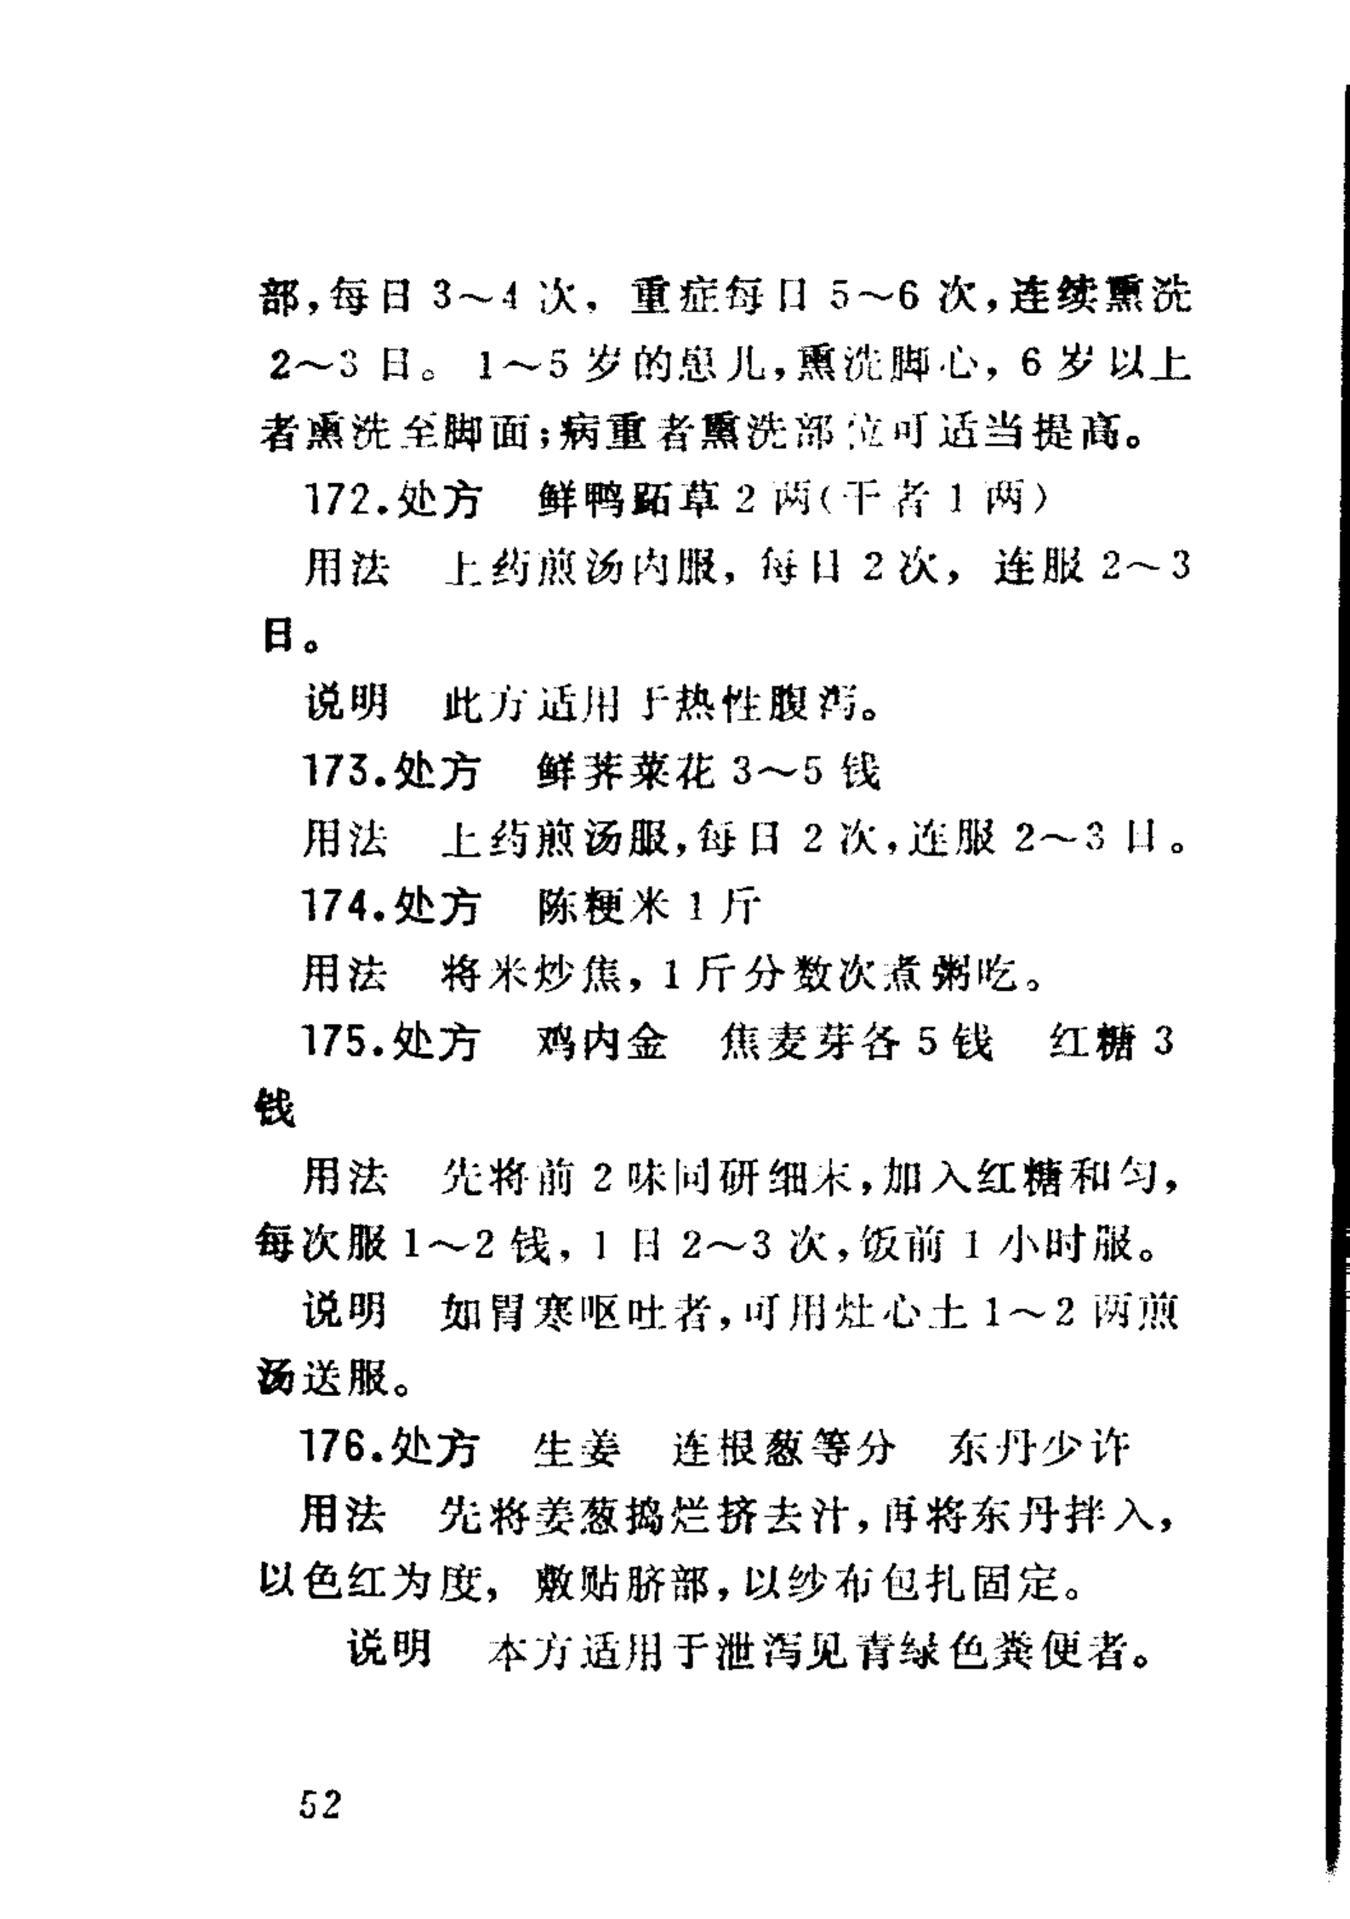 部,每日 3～4 次，重症每日 5～6 次,连续熏洗
2～3 日。1～5 岁的患儿,熏洗脚心，6 岁以上
者熏洗至脚面;病重者熏洗部位可适当提高。
172.处方　鲜鸭跖草 2 两(干者 1 两)
用法　上药煎汤内服，每日 2 次，连服 2～3
日。
说明　此方适用于热性腹泻。
173.处方　鲜荠菜花 3～5 钱
用法　上药煎汤服,每日 2 次,连服 2～3 日。
174.处方　陈粳米 1 斤
用法　将米炒焦，1 斤分数次煮粥吃。
175.处方　鸡内金　焦麦芽各 5 钱　红糖 3
钱
用法　先将前 2 味同研细末,加入红糖和匀，
每次服 1～2 钱，1 日 2～3 次,饭前 1 小时服。
说明　如胃寒呕吐者,可用灶心土 1～2 两煎
汤送服。
176.处方　生姜　连根葱等分　东丹少许
用法　先将姜葱捣烂挤去汁,再将东丹拌入，
以色红为度，敷贴脐部,以纱布包扎固定。
说明　本方适用于泄泻见青绿色粪便者。
52